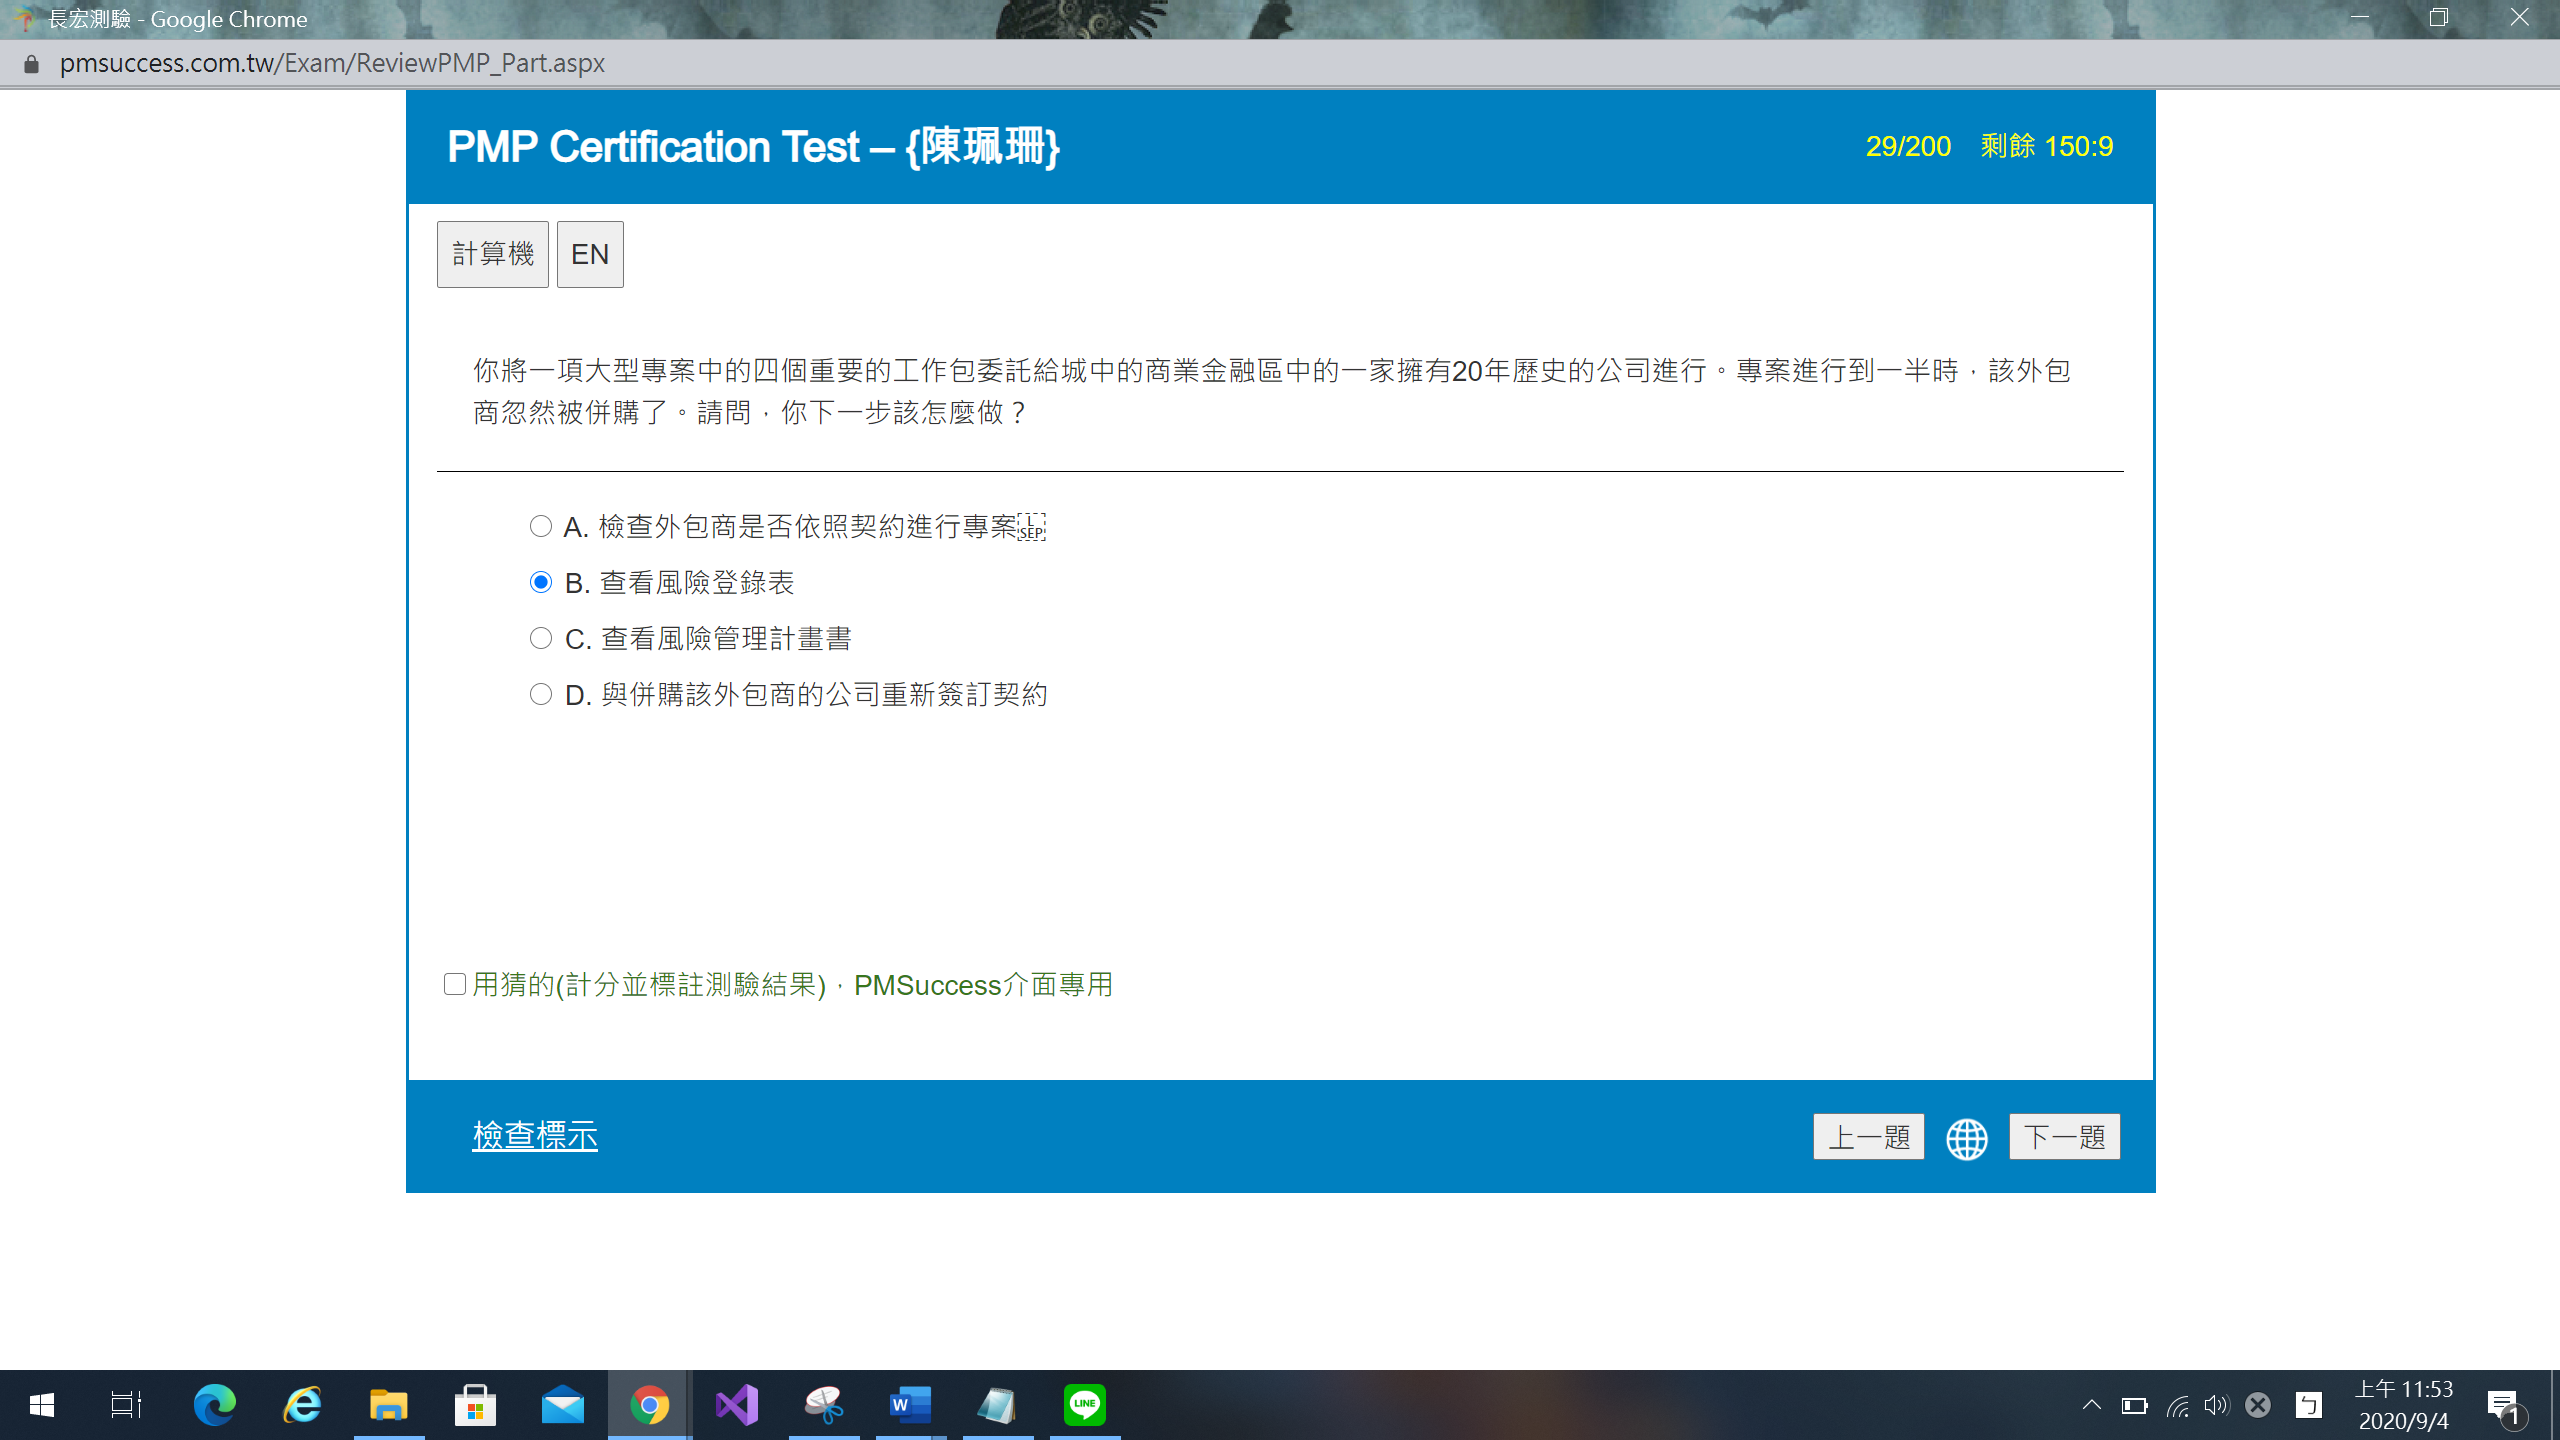 長宏測驗 - Google Chrome
pmsuccess.com.tw/Exam/ReviewPMP_Part.aspx
PMP Certification Test – {陳珮珊}
29/200 剩餘 150:9
計算機 EN
你將一項大型專案中的四個重要的工作包委託給城中的商業金融區中的一家擁有20年歷史的公司進行。專案進行到一半時，該外包
商忽然被併購了。請問，你下一步該怎麼做？
A. 檢查外包商是否依照契約進行專案
L SEP
B. 查看風險登錄表
C. 查看風險管理計畫書
D. 與併購該外包商的公司重新簽訂契約
用猜的(計分並標註測驗結果)，PMSuccess介面專用
檢查標示 上一題 下一題
W LINE ㄅ 1
上午 11:53
2020/9/4